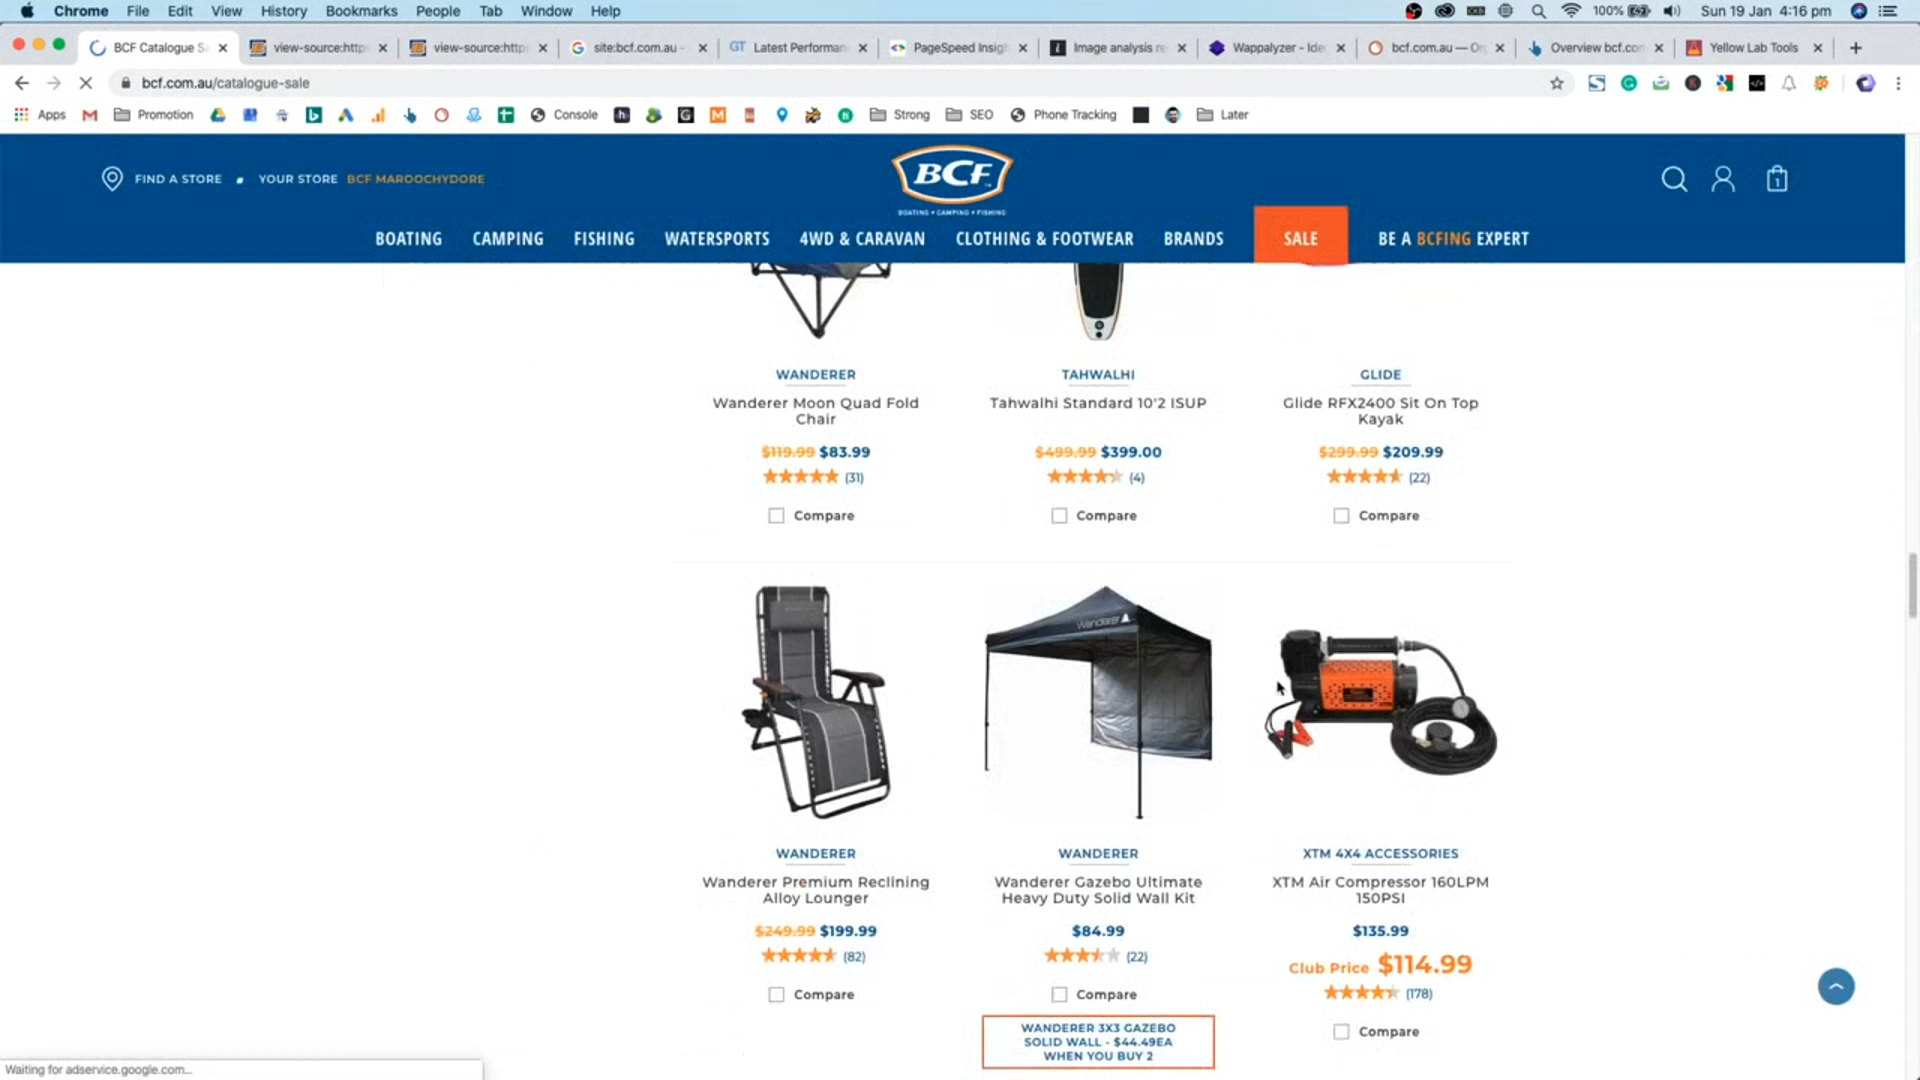 Chrome File Edit View History Bookmarks People Tab Window Help 100% Sun 19 Jan 4:16 pm
BCF Catalogue S view-source:http view-source:http site:bcf.com.au - Latest Performan PageSpeed Insig Image analysis re Wappalyzer - Ide bcf.com.au — Or Overview bcf.co Yellow Lab Tools
bcf.com.au/catalogue-sale
Apps Promotion Console Strong SEO Phone Tracking Later
FIND A STORE YOUR STORE BCF MAROOCHYDORE
BCF
BOATING • CAMPING • FISHING
1
BOATING CAMPING FISHING WATERSPORTS 4WD & CARAVAN CLOTHING & FOOTWEAR BRANDS SALE BE A BCFING EXPERT
WANDERER TAHWALHI GLIDE
Wanderer Moon Quad Fold Tahwalhi Standard 10'2 ISUP Glide RFX2400 Sit On Top
Chair Kayak
$119.99 $83.99 $499.99 $399.00 $299.99 $209.99
(31) (4) (22)
Compare Compare Compare
Wanderer
WANDERER WANDERER XTM 4X4 ACCESSORIES
Wanderer Premium Reclining Wanderer Gazebo Ultimate XTM Air Compressor 160LPM
Alloy Lounger Heavy Duty Solid Wall Kit 150PSI
$249.99 $199.99 $84.99 $135.99
(82) (22) Club Price $114.99
(178)
Compare Compare
Compare
WANDERER 3X3 GAZEBO
SOLID WALL - $44.49EA
WHEN YOU BUY 2
Waiting for adservice.google.com...